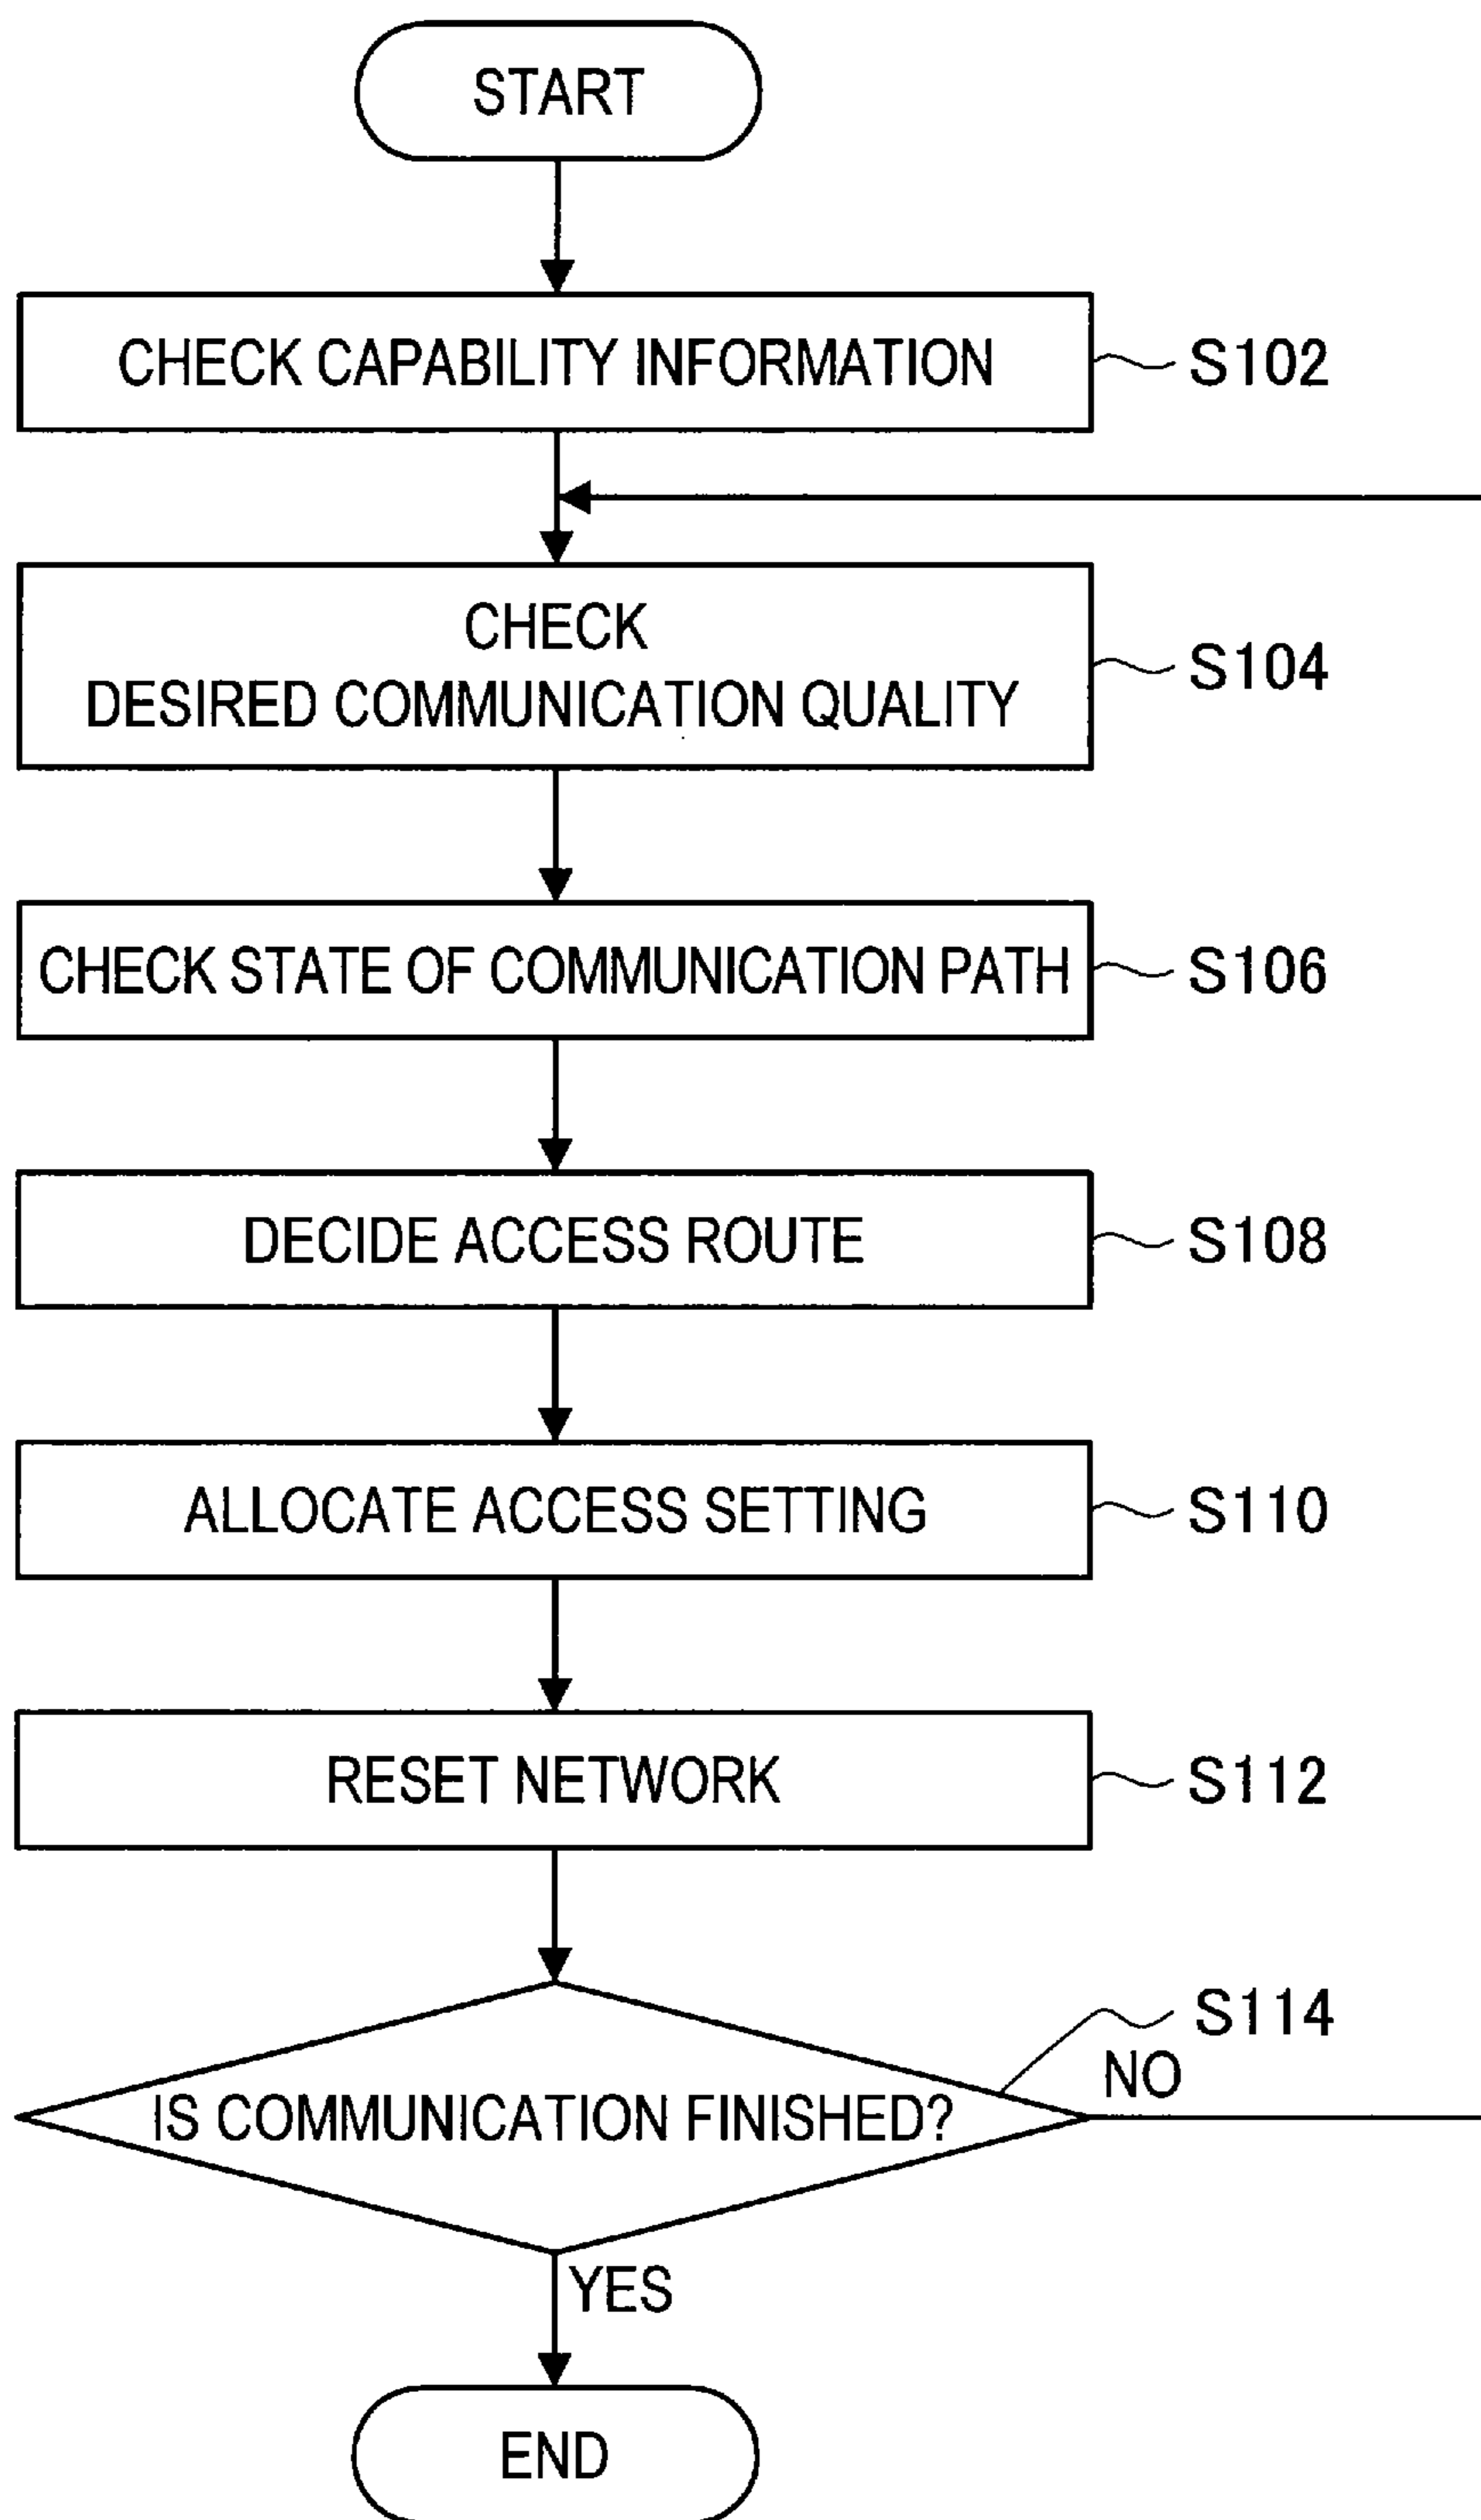 START
CHECK CAPABILITY INFORMATION
S102
CHECK
DESIRED COMMUNICATION QUALITY
S104
CHECK STATE OF COMMUNICATION PATH
S106
DECIDE ACCESS ROUTE
S108
ALLOCATE ACCESS SETTING
S110
RESET NETWORK
S112
S114
NO
IS COMMUNICATION FINISHED?
YES
END